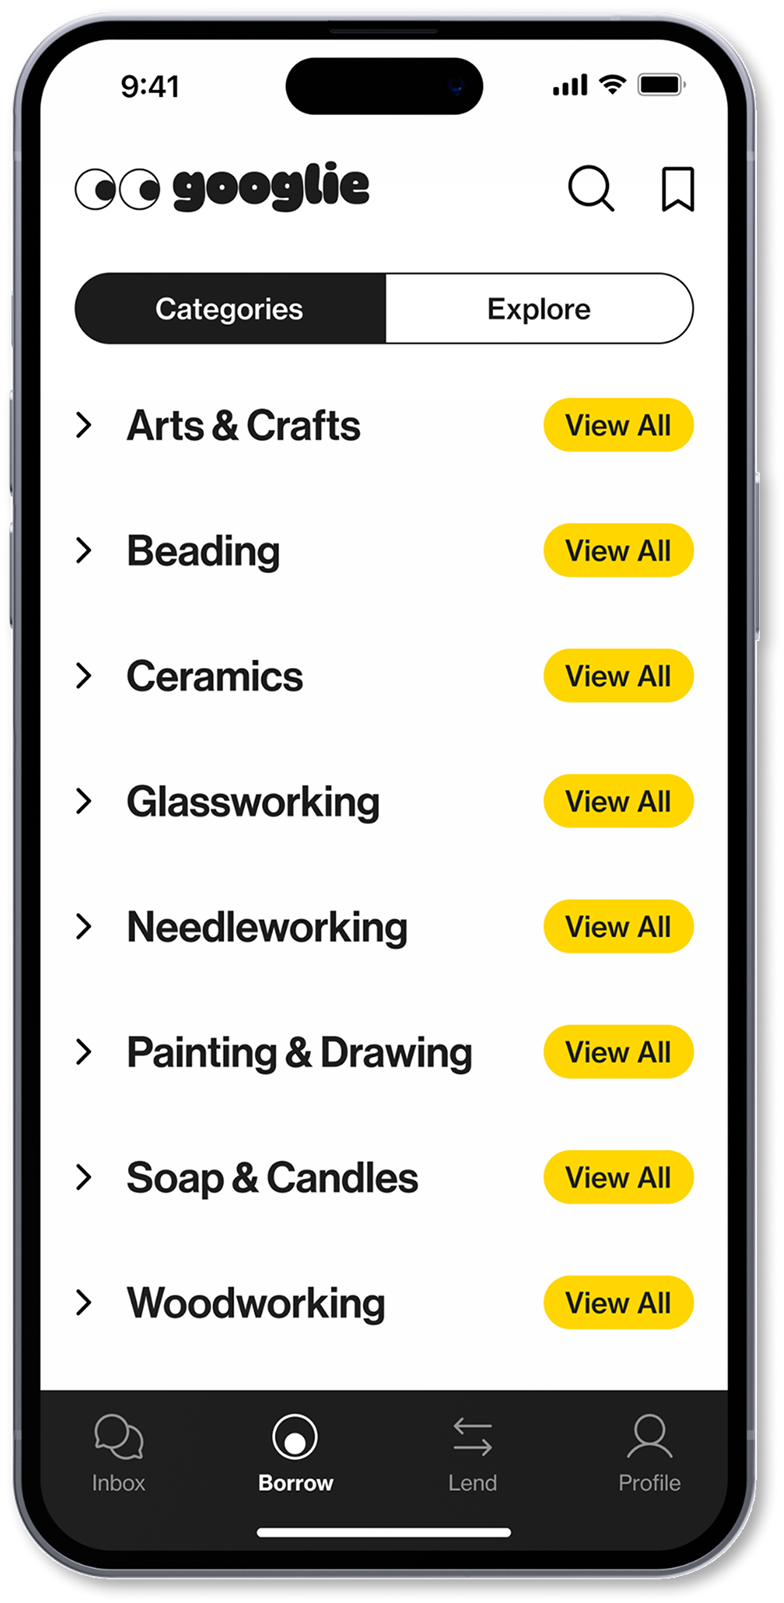 9:41
googlie
Categories Explore
Arts & Crafts View All
Beading View All
Ceramics View All
Glassworking View All
Needleworking View All
Painting & Drawing View All
Soap & Candles View All
Woodworking View All
Inbox Borrow Lend Profile